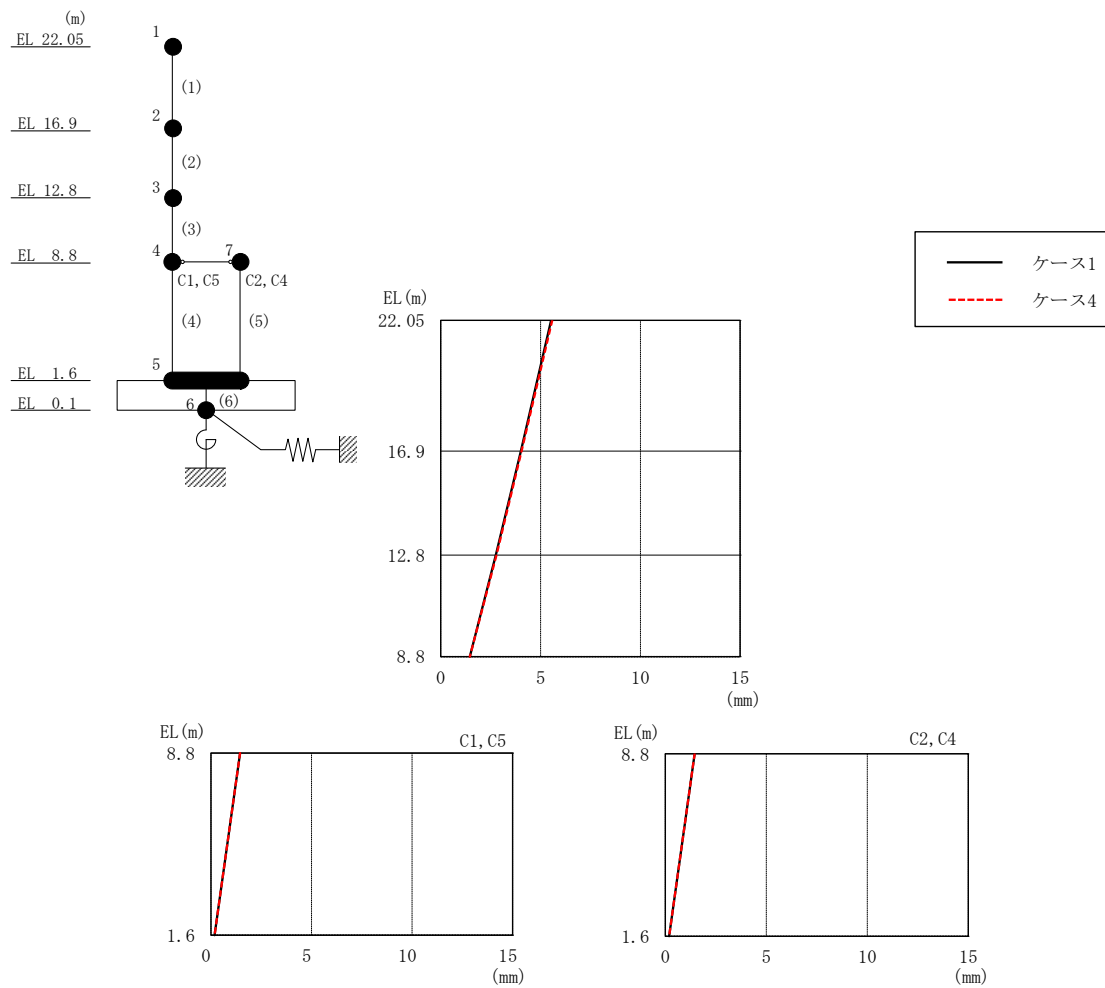 (m)
EL 22.05
1
(1)
EL 16.9
2
(2)
EL 12.8
3
(3)
EL 8.8
4
7
C1,C5
C2,C4
(4)
(5)
EL 1.6
5
EL 0.1
6
(6)
ケース1
ケース4
EL(m)
22.05
16.9
12.8
8.8
0 5 10 15
(mm)
EL(m)
C1,C5
8.8
1.6
0 5 10 15
(mm)
EL(m)
C2,C4
8.8
1.6
0 5 10 15
(mm)